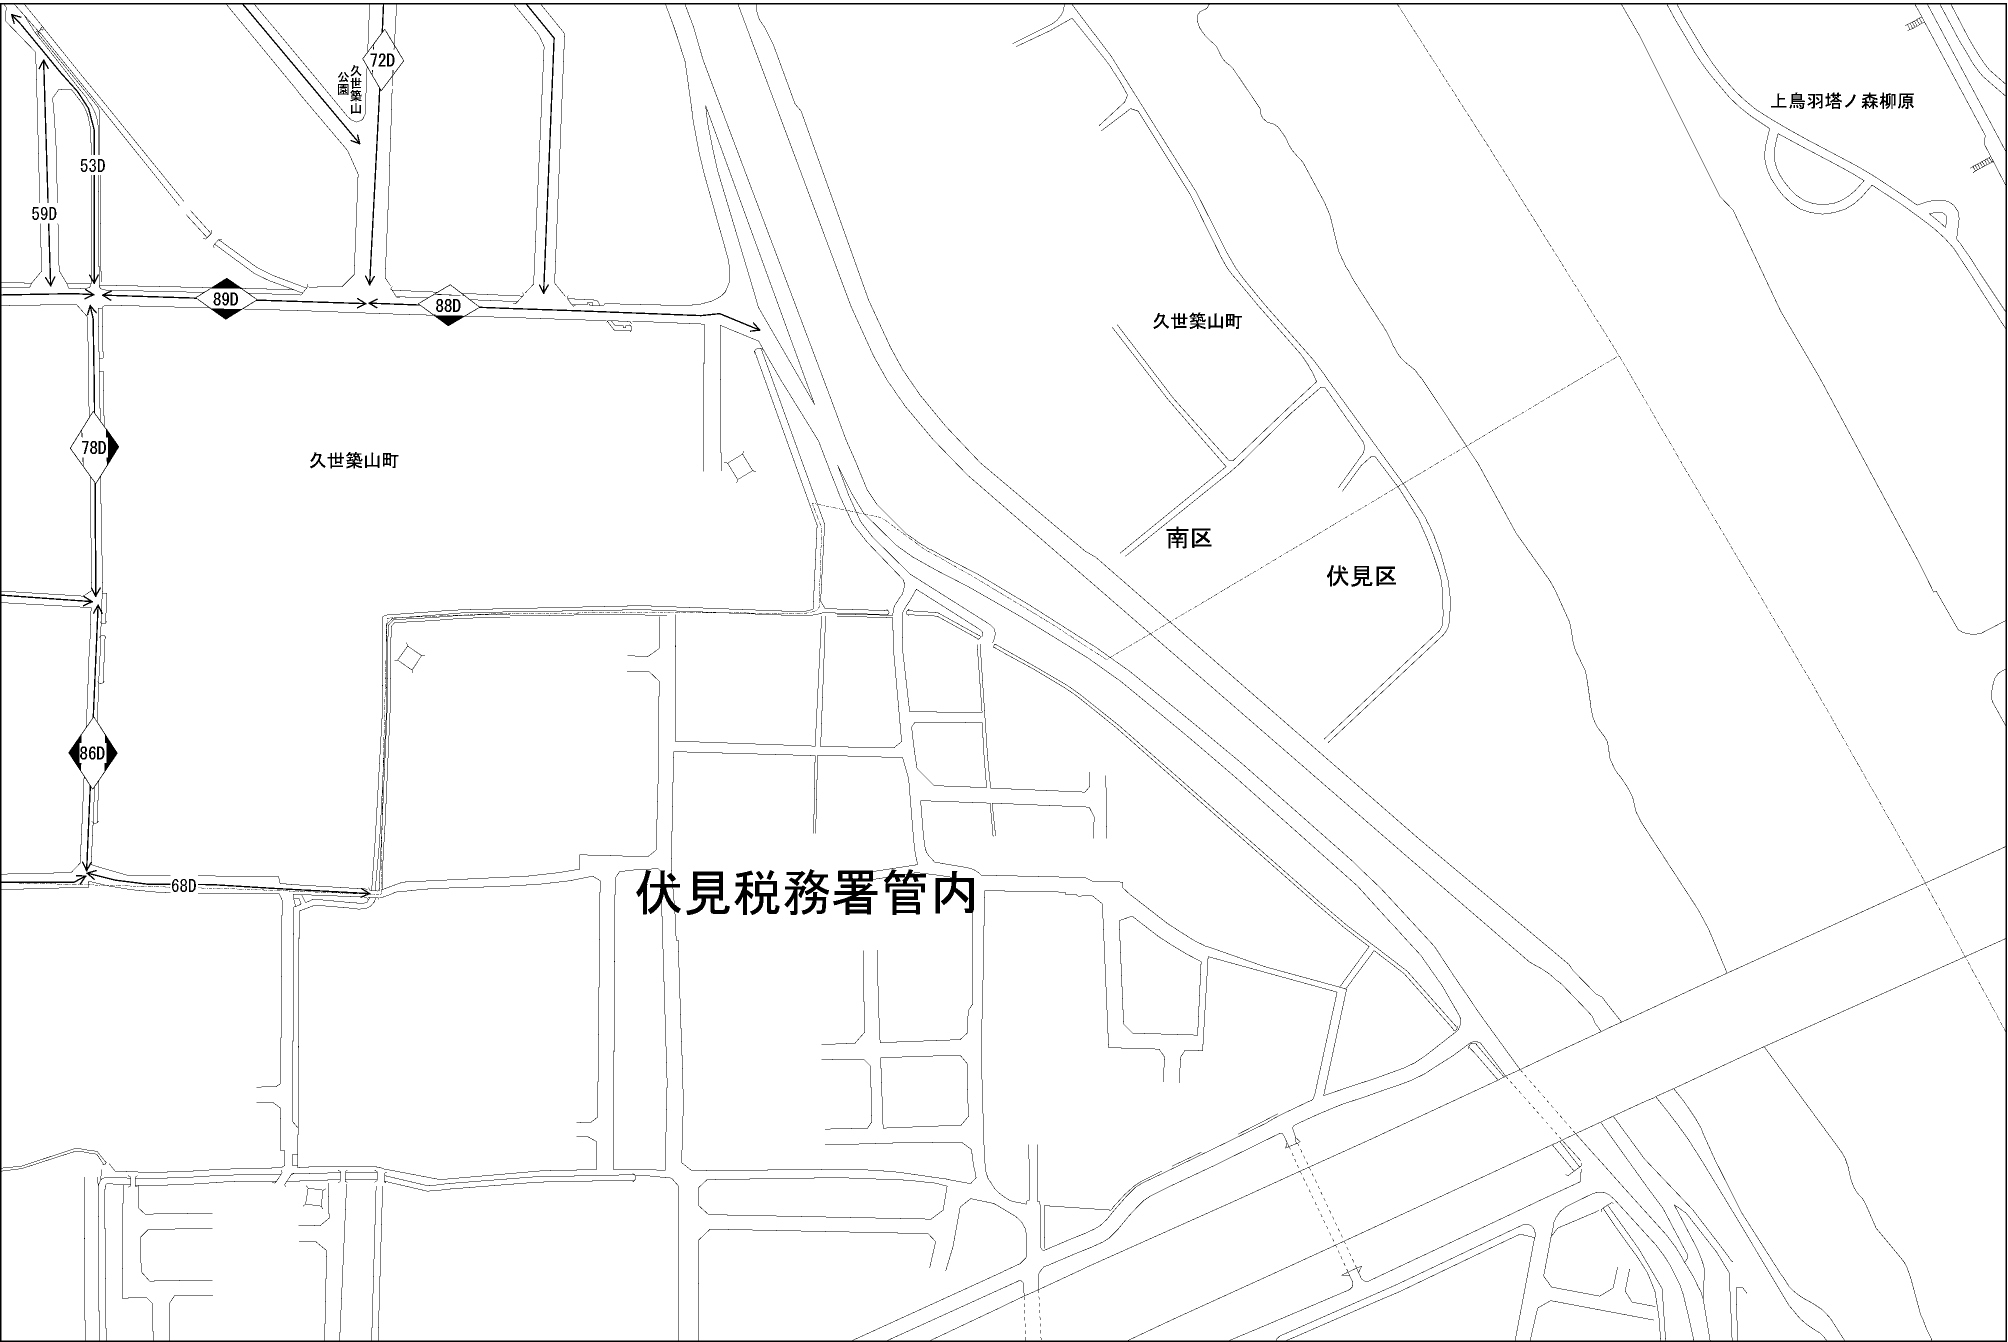 72D
久世築山
公園
上鳥羽塔ノ森柳原
53D
59D
89D
88D
久世築山町
78D
久世築山町
南区
伏見区
86D
68D
伏見税務署管内